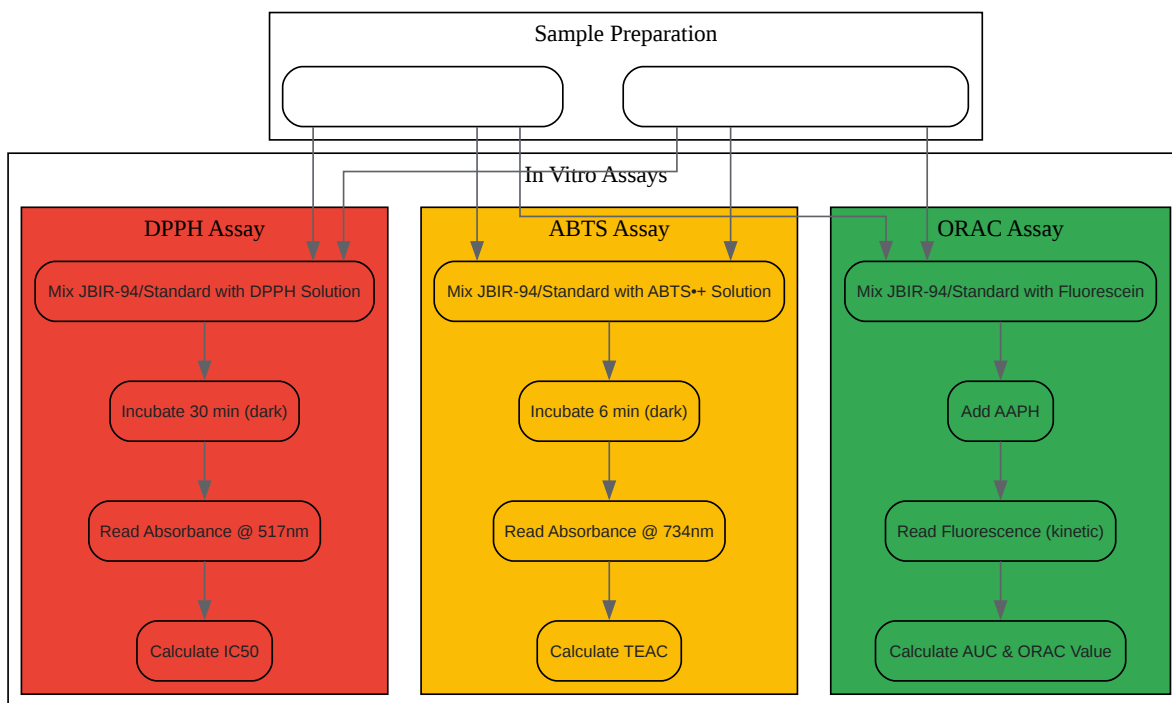 Sample Preparation
In Vitro Assays
DPPH Assay
Mix JBIR-94/Standard with DPPH Solution
Incubate 30 min (dark)
Read Absorbance @ 517nm
Calculate IC50
ABTS Assay
Mix JBIR-94/Standard with ABTS•+ Solution
Incubate 6 min (dark)
Read Absorbance @ 734nm
Calculate TEAC
ORAC Assay
Mix JBIR-94/Standard with Fluorescein
Add AAPH
Read Fluorescence (kinetic)
Calculate AUC & ORAC Value